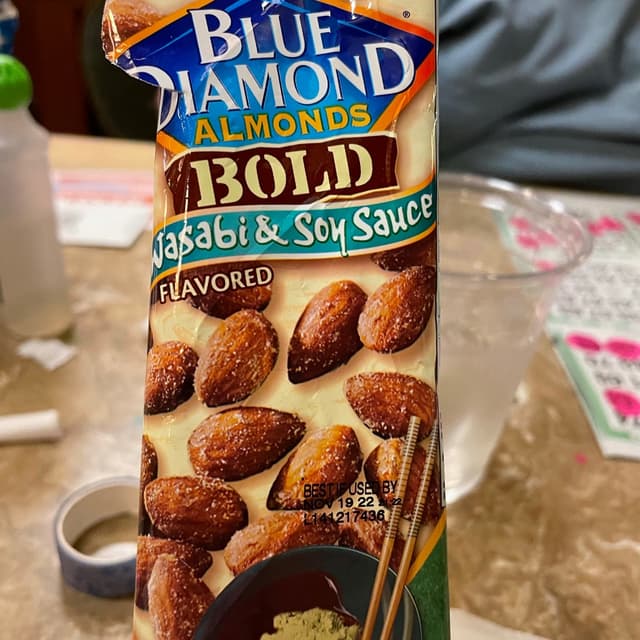 BLUE
DIAMOND
ALMONDS
BOLD
Wasabi & Soy Sauce
FLAVORED
BEST IF USED BY
NOV 19 22
L141217436